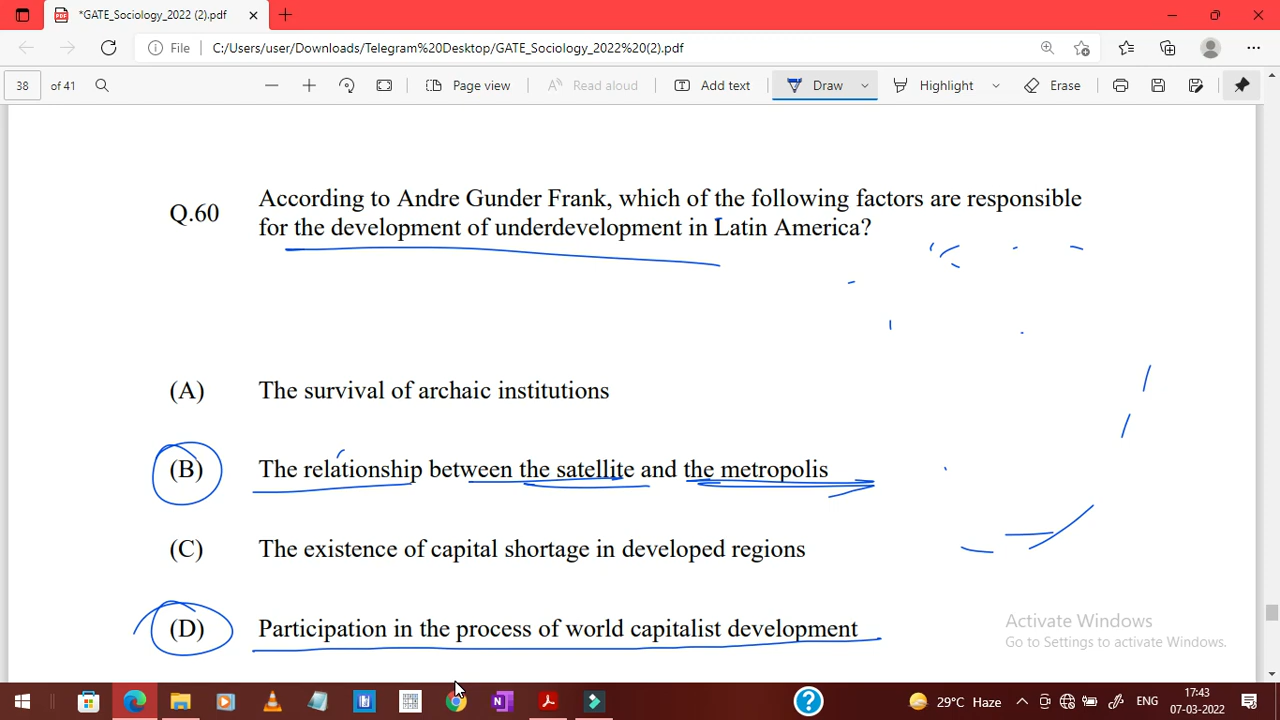 *GATE_Sociology_2022 (2).pdf
File C:/Users/user/Downloads/Telegram%20Desktop/GATE_Sociology_2022%20(2).pdf
38 of 41 Page view Read aloud Add text Draw Highlight Erase
Q.60 According to Andre Gunder Frank, which of the following factors are responsible
for the development of underdevelopment in Latin America?
(A) The survival of archaic institutions
(B) The relationship between the satellite and the metropolis
(C) The existence of capital shortage in developed regions
(D) Participation in the process of world capitalist development
Activate Windows
Go to Settings to activate Windows.
29°C Haze ENG 17:43
07-03-2022